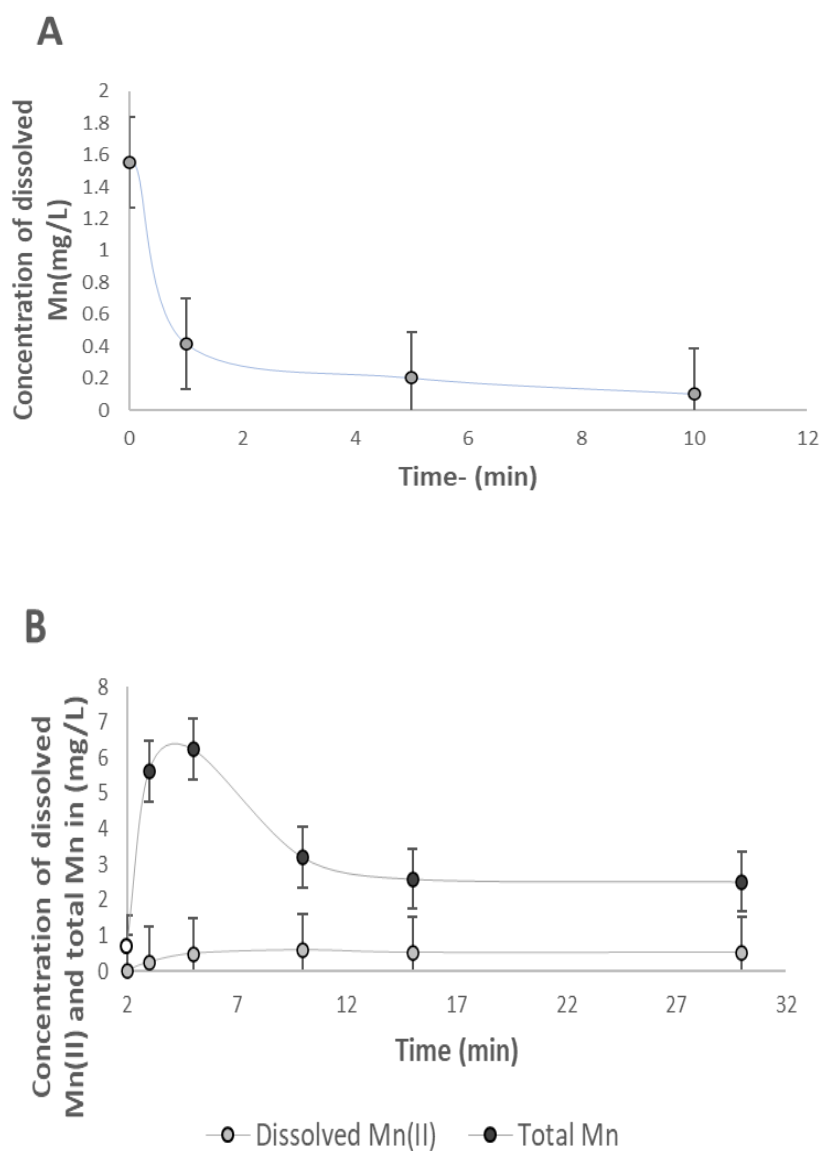 A
Concentration of dissolved
Mn(mg/L)
2
1.8
1.6
1.4
1.2
1
0.8
0.6
0.4
0.2
0
0 2 4 6 8 10 12
Time- (min)
B
Concentration of dissolved
Mn(II) and total Mn in (mg/L)
8
7
6
5
4
3
2
1
0
2 7 12 17 22 27 32
Time (min)
Dissolved Mn(II) Total Mn